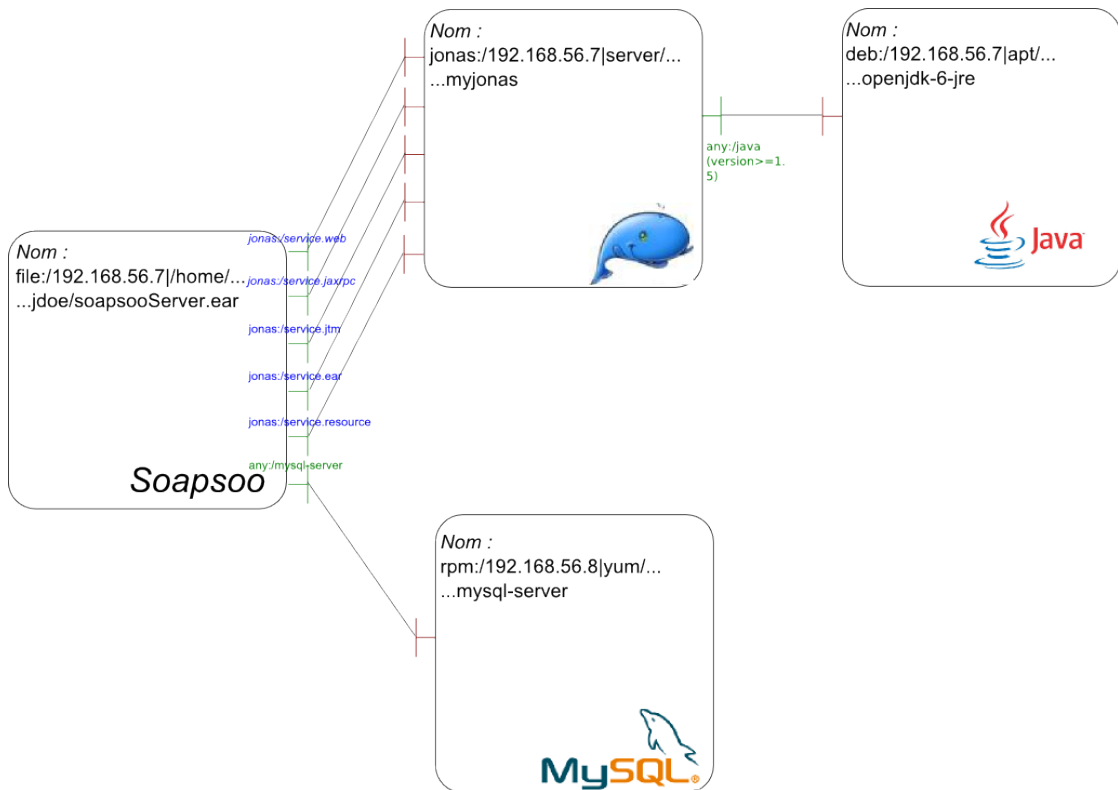 Nom :
jonas:/192.168.56.7|server/...
...myjonas
Nom :
deb:/192.168.56.7|apt/...
...openjdk-6-jre
any:/java
(version>=1.
5)
Java
Nom :
file:/192.168.56.7|/home/...
...jdoe/soapsooServer.ear
jonas:/service.web
jonas:/service.jaxrpc
jonas:/service.jtm
jonas:/service.ear
jonas:/service.resource
any:/mysql-server
Soapsoo
Nom :
rpm:/192.168.56.8|yum/...
...mysql-server
MySQL®